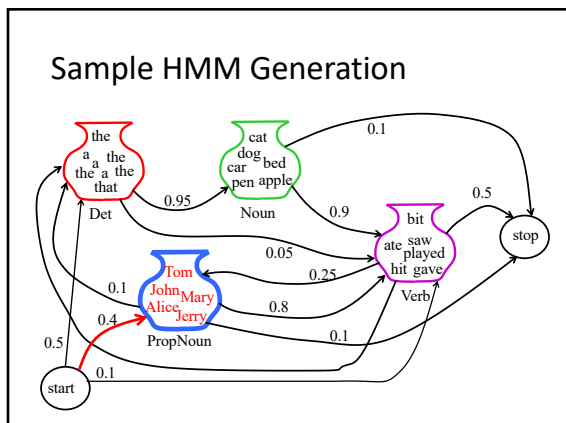 Sample HMM Generation
the
a
a
the
the
a
the
that
Det
0.95
cat
dog
car
bed
pen
apple
Noun
0.1
0.9
0.05
bit
ate
saw
played
hit
gave
Verb
0.5
stop
0.25
Tom
John
Mary
Alice
Jerry
PropNoun
0.1
0.8
0.1
0.4
0.5
0.1
start